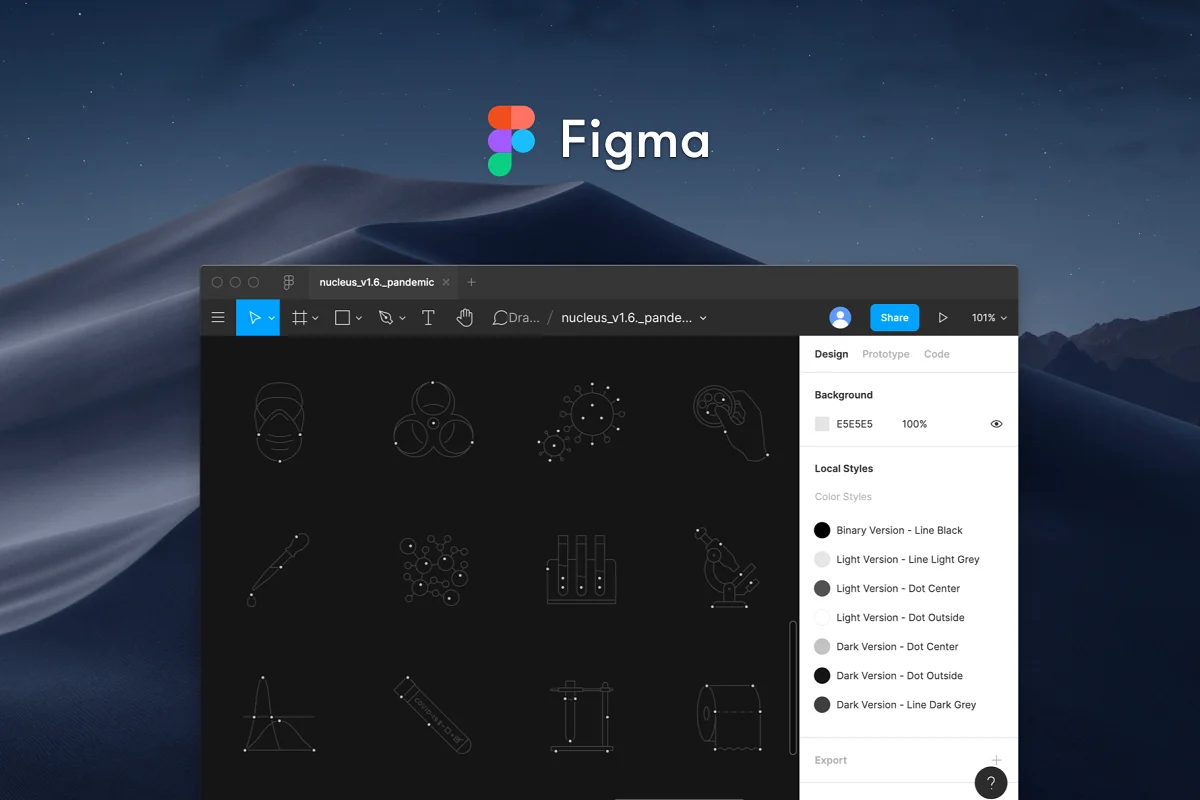 Figma
nucleus_v1.6._pandemic
Dra... / nucleus_v1.6._pande...
Share
101%
Design Prototype Code
Background
E5E5E5 100%
Local Styles
Color Styles
Binary Version - Line Black
Light Version - Line Light Grey
Light Version - Dot Center
Light Version - Dot Outside
Dark Version - Dot Center
Dark Version - Dot Outside
Dark Version - Line Dark Grey
Export
?